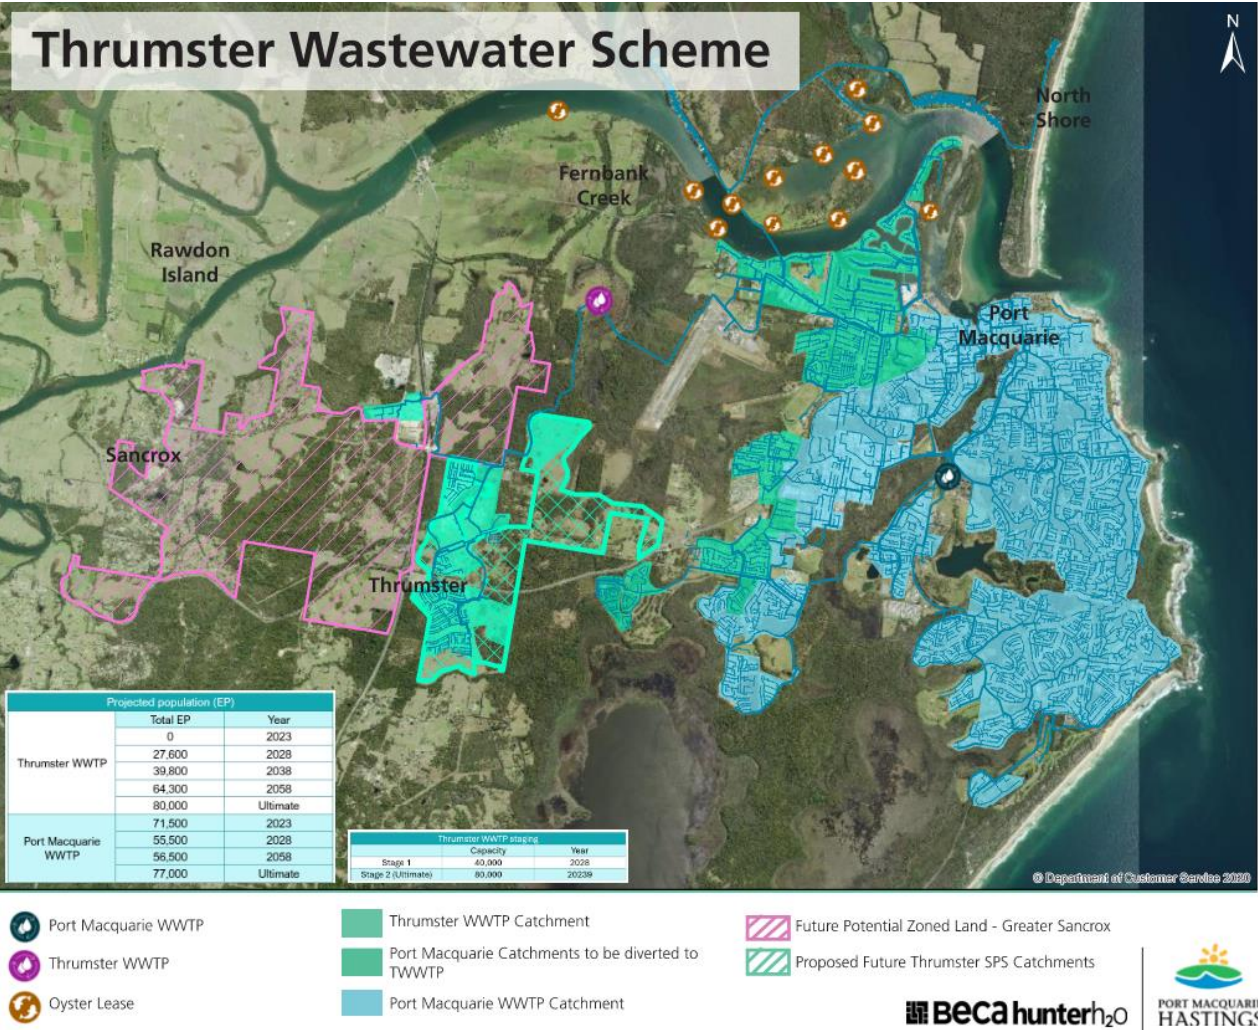 Thrumster Wastewater Scheme
N
North
Shore
Fernbank
Creek
Rawdon
Island
Port
Macquarie
Sancrox
Thrumster
Projected population (EP)
Total EP Year
Thrumster WWTP
0 2023
27,600 2028
39,800 2038
64,300 2058
80,000 Ultimate
Port Macquarie
WWTP
71,500 2023
55,500 2028
56,500 2058
77,000 Ultimate
Thrumster WWTP staging
Capacity Year
Stage 1 40,000 2028
Stage 2 (Ultimate) 80,000 20239
© Department of Customer Service 2020
Port Macquarie WWTP
Thrumster WWTP
Oyster Lease
Thrumster WWTP Catchment
Port Macquarie Catchments to be diverted to
TWWTP
Port Macquarie WWTP Catchment
Future Potential Zoned Land - Greater Sancrox
Proposed Future Thrumster SPS Catchments
Beca hunterh2o
PORT MACQUARIE
HASTINGS